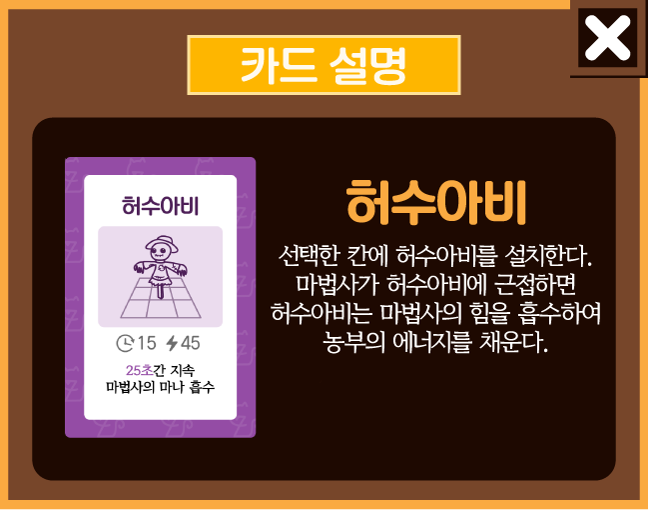 카드 설명
허수아비
15 45
25초간 지속
마법사의 마나 흡수
허수아비
선택한 칸에 허수아비를 설치한다.
마법사가 허수아비에 근접하면
허수아비는 마법사의 힘을 흡수하여
농부의 에너지를 채운다.